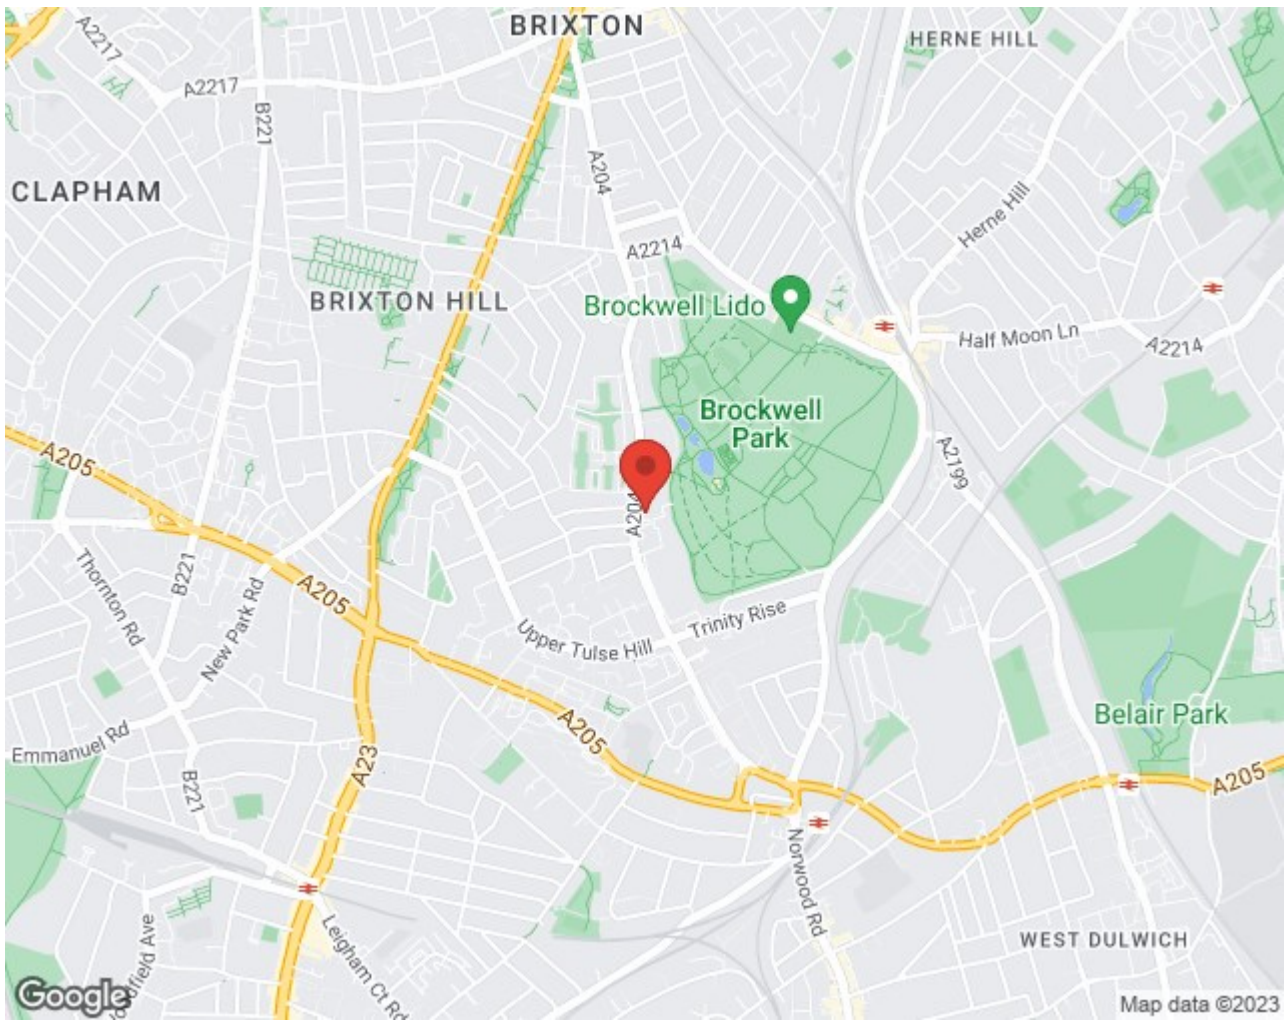 BRIXTON
HERNE HILL
A2217
A2217
B221
A204
CLAPHAM
Herne Hill
A2214
BRIXTON HILL
Brockwell Lido
Half Moon Ln
A2214
Brockwell
Park
A205
A2199
A204
B221
Thornton Rd
New Park Rd
A205
Trinity Rise
Upper Tulse Hill
Belair Park
A205
Emmanuel Rd
A23
A205
B221
Norwood Rd
Leigham Ct Rd
WEST DULWICH
Google
Map data ©2023